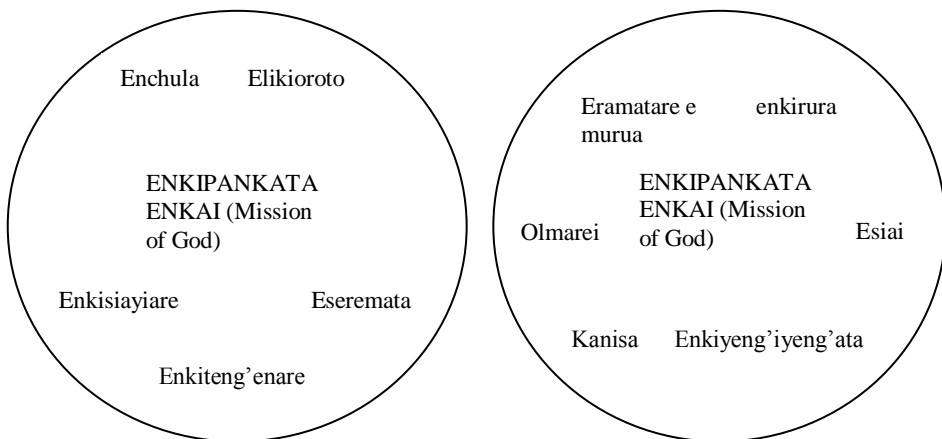 Enchula Elikioroto
ENKIPANKATA
ENKAI (Mission
of God)
Enkisiayiare Eseremata
Enkiteng’enare
Eramatare e enkirura
murua
ENKIPANKATA
ENKAI (Mission
of God)
Olmarei Esiai
Kanisa Enkiyeng’iyeng’ata